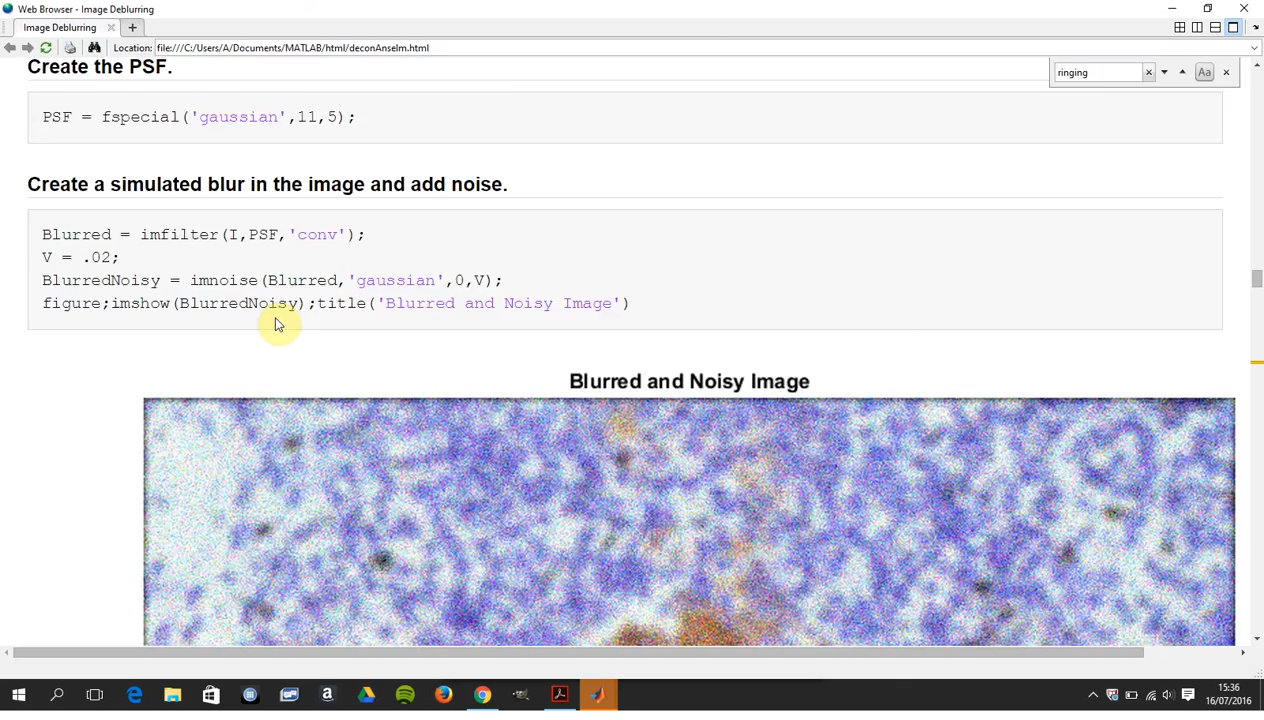 Web Browser - Image Deblurring
Image Deblurring
Location: file:///C:/Users/A/Documents/MATLAB/html/deconAnselm.html
ringing
Aa
Create the PSF.
PSF = fspecial('gaussian',11,5);
Create a simulated blur in the image and add noise.
Blurred = imfilter(I,PSF,'conv');
V = .02;
BlurredNoisy = imnoise(Blurred,'gaussian',0,V);
figure;imshow(BlurredNoisy);title('Blurred and Noisy Image')
Blurred and Noisy Image
15:36
16/07/2016